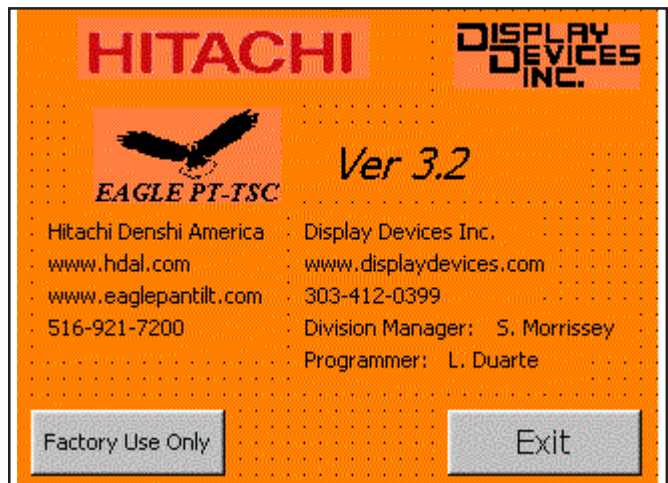 HITACHI
DISPLAY
DEVICES
INC.
EAGLE PT-TSC
Ver 3.2
Hitachi Denshi America
www.hdal.com
www.eaglepantilt.com
516-921-7200
Display Devices Inc.
www.displaydevices.com
303-412-0399
Division Manager: S. Morrissey
Programmer: L. Duarte
Factory Use Only
Exit